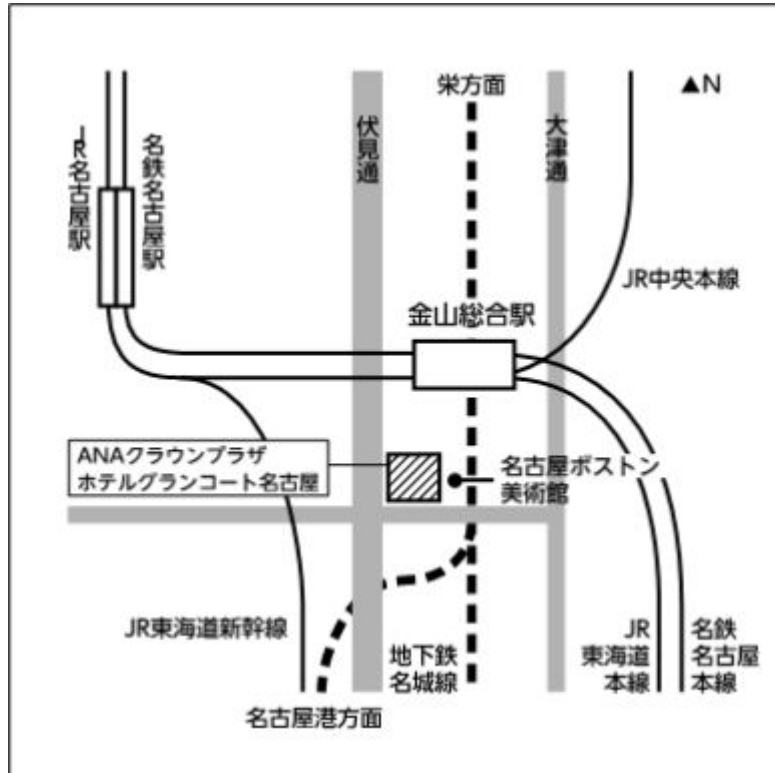 栄方面
▲N
伏見通
大津通
JR名古屋駅
名鉄名古屋駅
JR中央本線
金山総合駅
ANAクラウンプラザ
ホテルグランコート名古屋
名古屋ボストン
美術館
JR東海道新幹線
地下鉄
名城線
JR
東海道
本線
名鉄
名古屋
本線
名古屋港方面